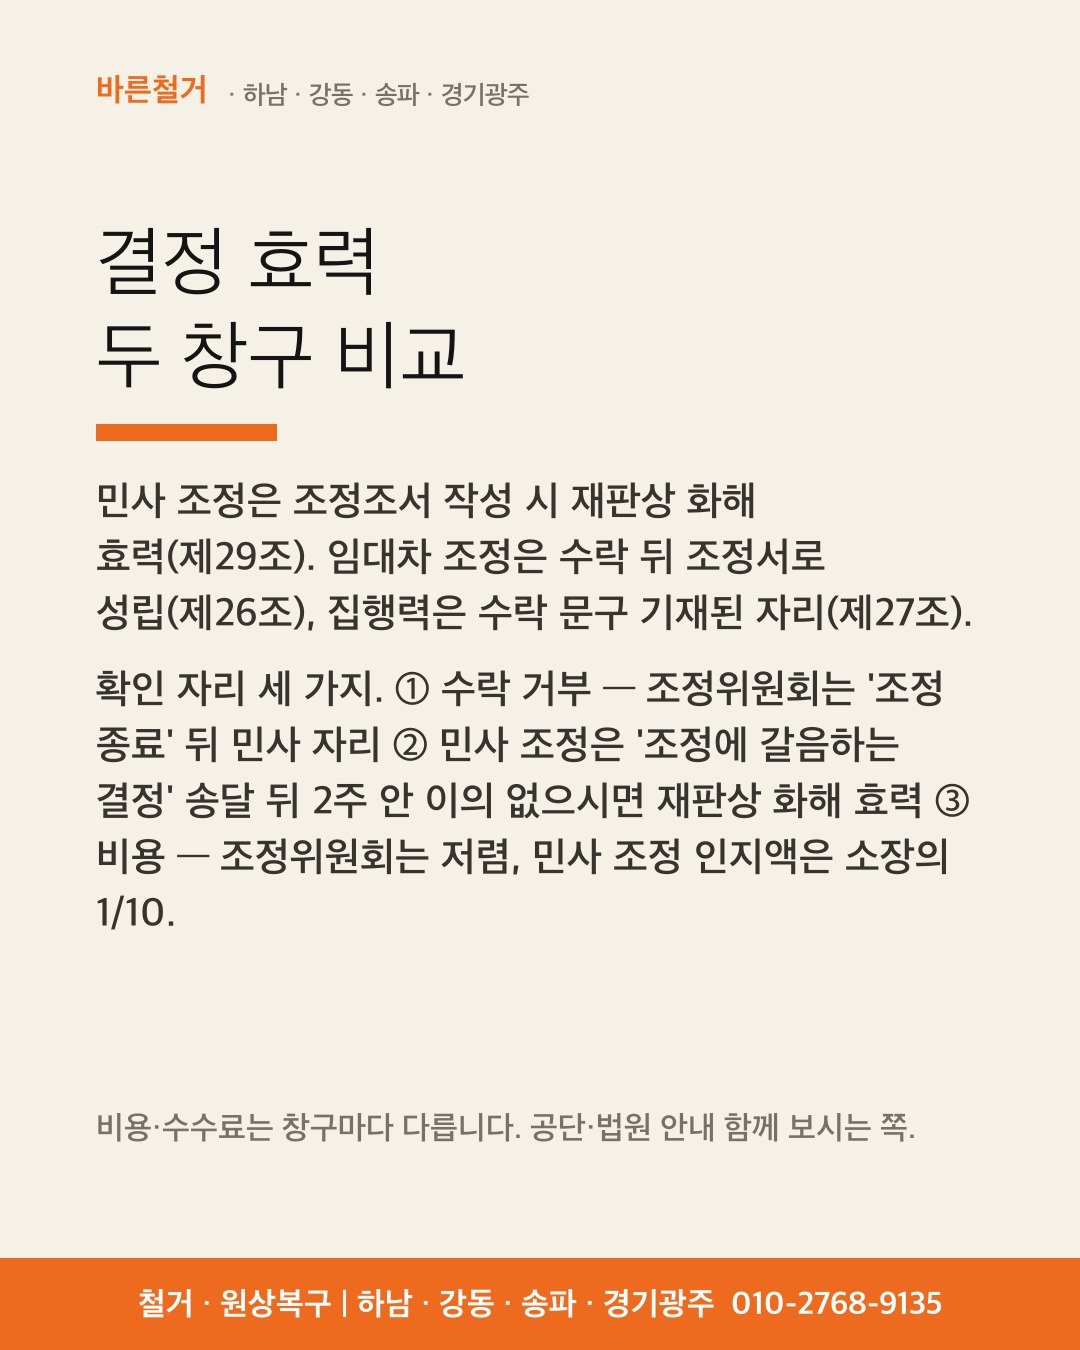 바른철거 · 하남 · 강동 · 송파 · 경기광주
결정 효력
두 창구 비교
민사 조정은 조정조서 작성 시 재판상 화해
효력(제29조). 임대차 조정은 수락 뒤 조정서로
성립(제26조), 집행력은 수락 문구 기재된 자리(제27조).
확인 자리 세 가지. ① 수락 거부 — 조정위원회는 '조정
종료' 뒤 민사 자리 ② 민사 조정은 '조정에 갈음하는
결정' 송달 뒤 2주 안 이의 없으시면 재판상 화해 효력 ③
비용 — 조정위원회는 저렴, 민사 조정 인지액은 소장의
1/10.
비용·수수료는 창구마다 다릅니다. 공단·법원 안내 함께 보시는 쪽.
철거 · 원상복구 | 하남 · 강동 · 송파 · 경기광주 010-2768-9135